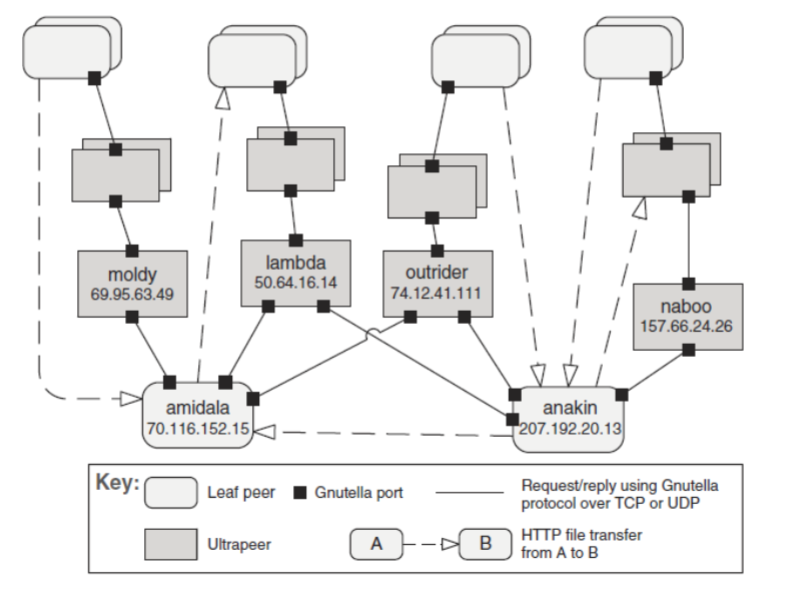 moldy
69.95.63.49
lambda
50.64.16.14
outrider
74.12.41.111
naboo
157.66.24.26
amidala
70.116.152.15
anakin
207.192.20.13
Key:
Leaf peer
Gnutella port
Request/reply using Gnutella
protocol over TCP or UDP
Ultrapeer
A
B
HTTP file transfer
from A to B